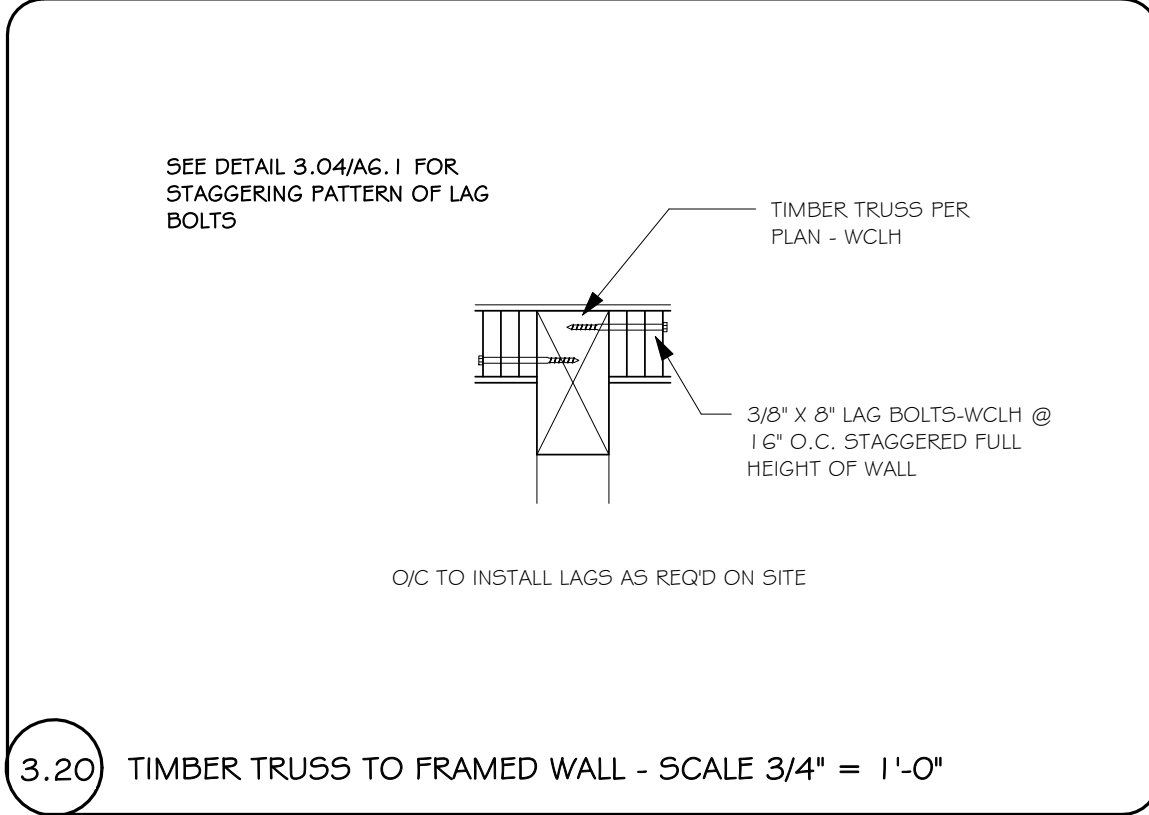 SEE DETAIL 3.04/A6.1 FOR
STAGGERING PATTERN OF LAG
BOLTS
TIMBER TRUSS PER
PLAN - WCLH
3/8" X 8" LAG BOLTS-WCLH @
16" O.C. STAGGERED FULL
HEIGHT OF WALL
O/C TO INSTALL LAGS AS REQ'D ON SITE
3.20 TIMBER TRUSS TO FRAMED WALL - SCALE 3/4" = 1'-0"